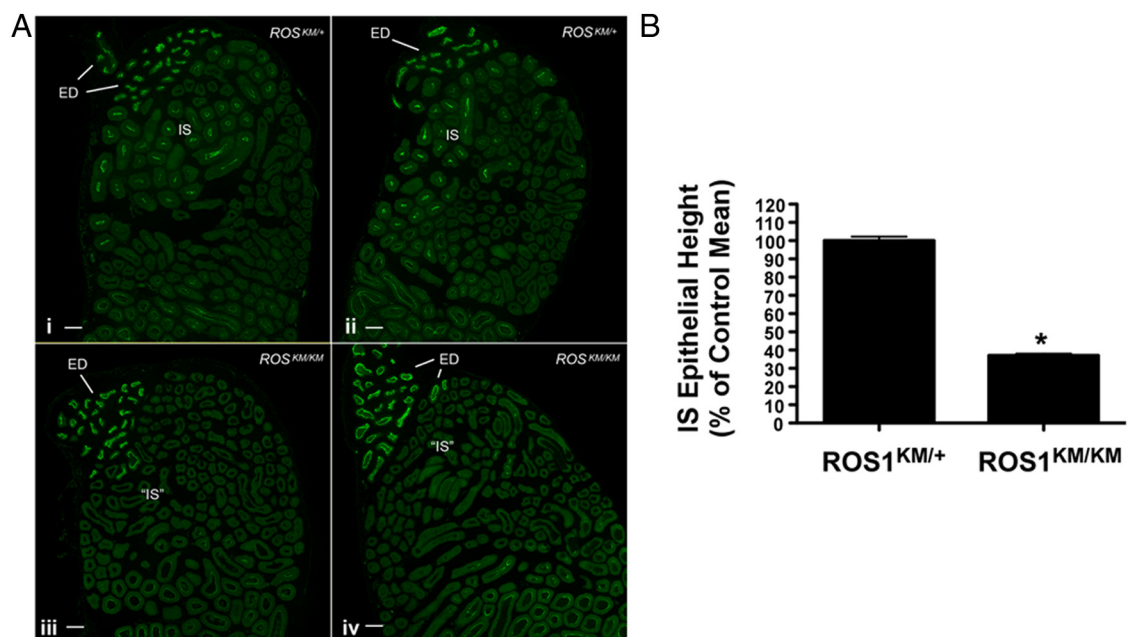 A
B
ROS^KM/+
ED
ED
IS
i
ROS^KM/+
ED
IS
ii
ROS^KM/KM
ED
“IS”
iii
ROS^KM/KM
ED
“IS”
iv
IS Epithelial Height
(% of Control Mean)
120
110
100
90
80
70
60
50
40
30
20
10
0
*
ROS1^KM/+
ROS1^KM/KM